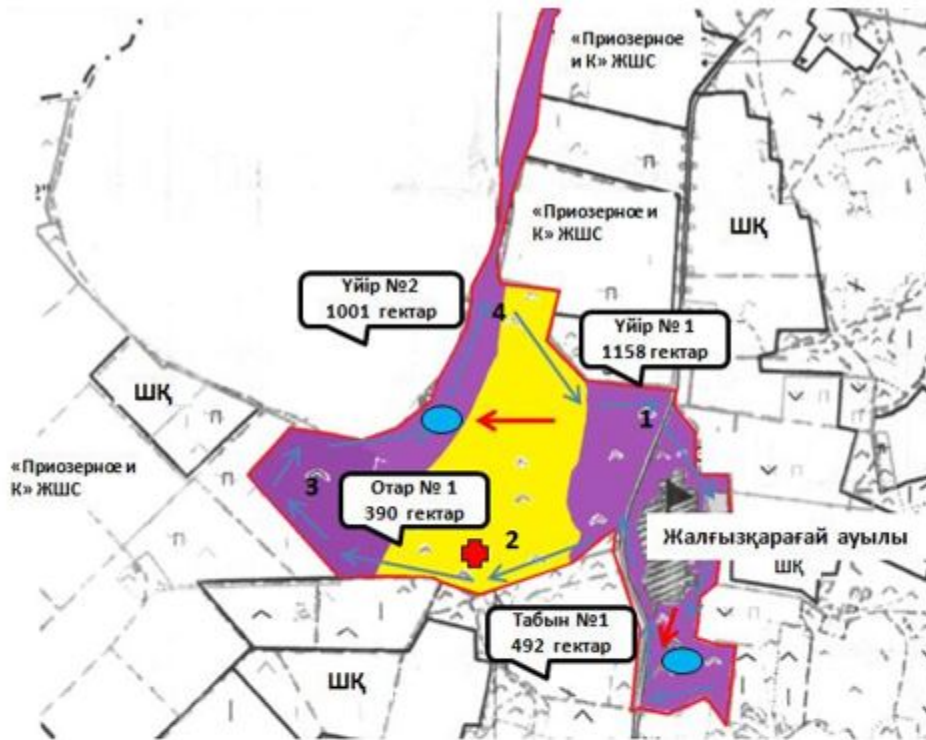 «Приозерное
и К» ЖШС
«Приозерное и
К» ЖШС
ШҚ
Үйір №2
1001 гектар
4
Үйір № 1
1158 гектар
1
ШҚ
«Приозерное и
К» ЖШС
3
Отар № 1
390 гектар
2
Жалғызқарағай ауылы
ШҚ
Табын №1
492 гектар
ШҚ
П
П
П
П
П
П
П